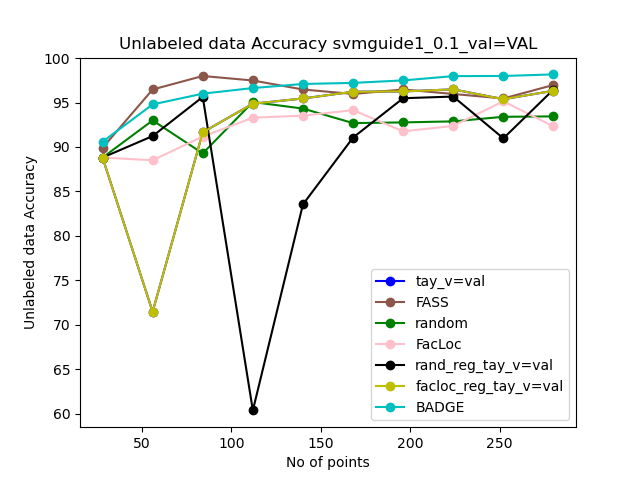 Unlabeled data Accuracy svmguide1_0.1_val=VAL
100
95
90
85
80
75
70
65
60
Unlabeled data Accuracy
tay_v=val
FASS
random
FacLoc
rand_reg_tay_v=val
facloc_reg_tay_v=val
BADGE
50
100
150
200
250
No of points